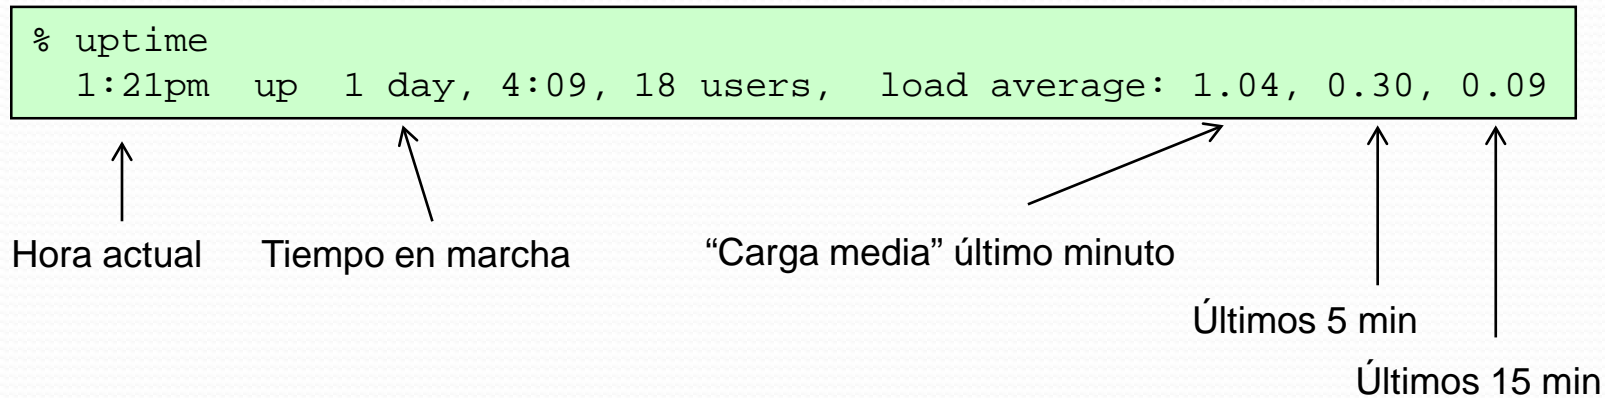 % uptime
1:21pm up 1 day, 4:09, 18 users, load average: 1.04, 0.30, 0.09
Hora actual
Tiempo en marcha
“Carga media” último minuto
Últimos 5 min
Últimos 15 min